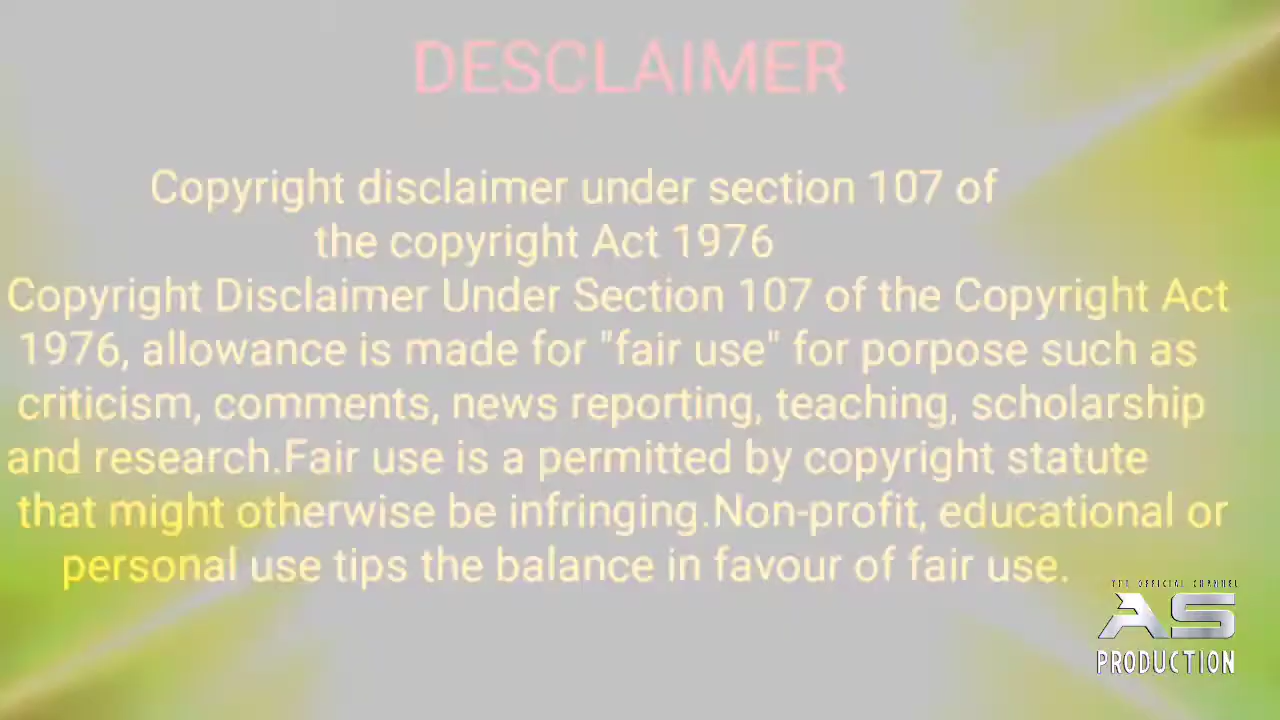 DESCLAIMER
Copyright disclaimer under section 107 of
the copyright Act 1976
Copyright Disclaimer Under Section 107 of the Copyright Act
1976, allowance is made for "fair use" for porpose such as
criticism, comments, news reporting, teaching, scholarship
and research.Fair use is a permitted by copyright statute
that might otherwise be infringing.Non-profit, educational or
personal use tips the balance in favour of fair use.
THE OFFICIAL CHANNEL
AS
PRODUCTION